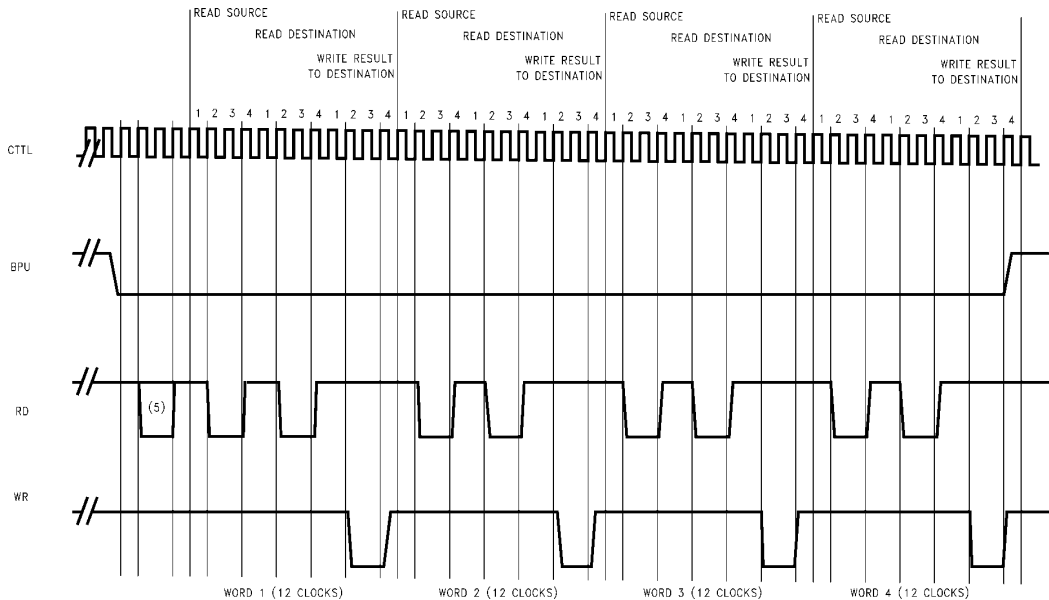 READ SOURCE READ SOURCE READ SOURCE READ SOURCE
READ DESTINATION READ DESTINATION READ DESTINATION READ DESTINATION
WRITE RESULT WRITE RESULT WRITE RESULT WRITE RESULT
TO DESTINATION TO DESTINATION TO DESTINATION TO DESTINATION
1 2 3 4 1 2 3 4 1 2 3 4 1 2 3 4 1 2 3 4 1 2 3 4 1 2 3 4 1 2 3 4 1 2 3 4 1 2 3 4 1 2 3 4 1 2 3 4
CTTL
BPU
(5)
RD
WR
WORD 1 (12 CLOCKS) WORD 2 (12 CLOCKS) WORD 3 (12 CLOCKS) WORD 4 (12 CLOCKS)